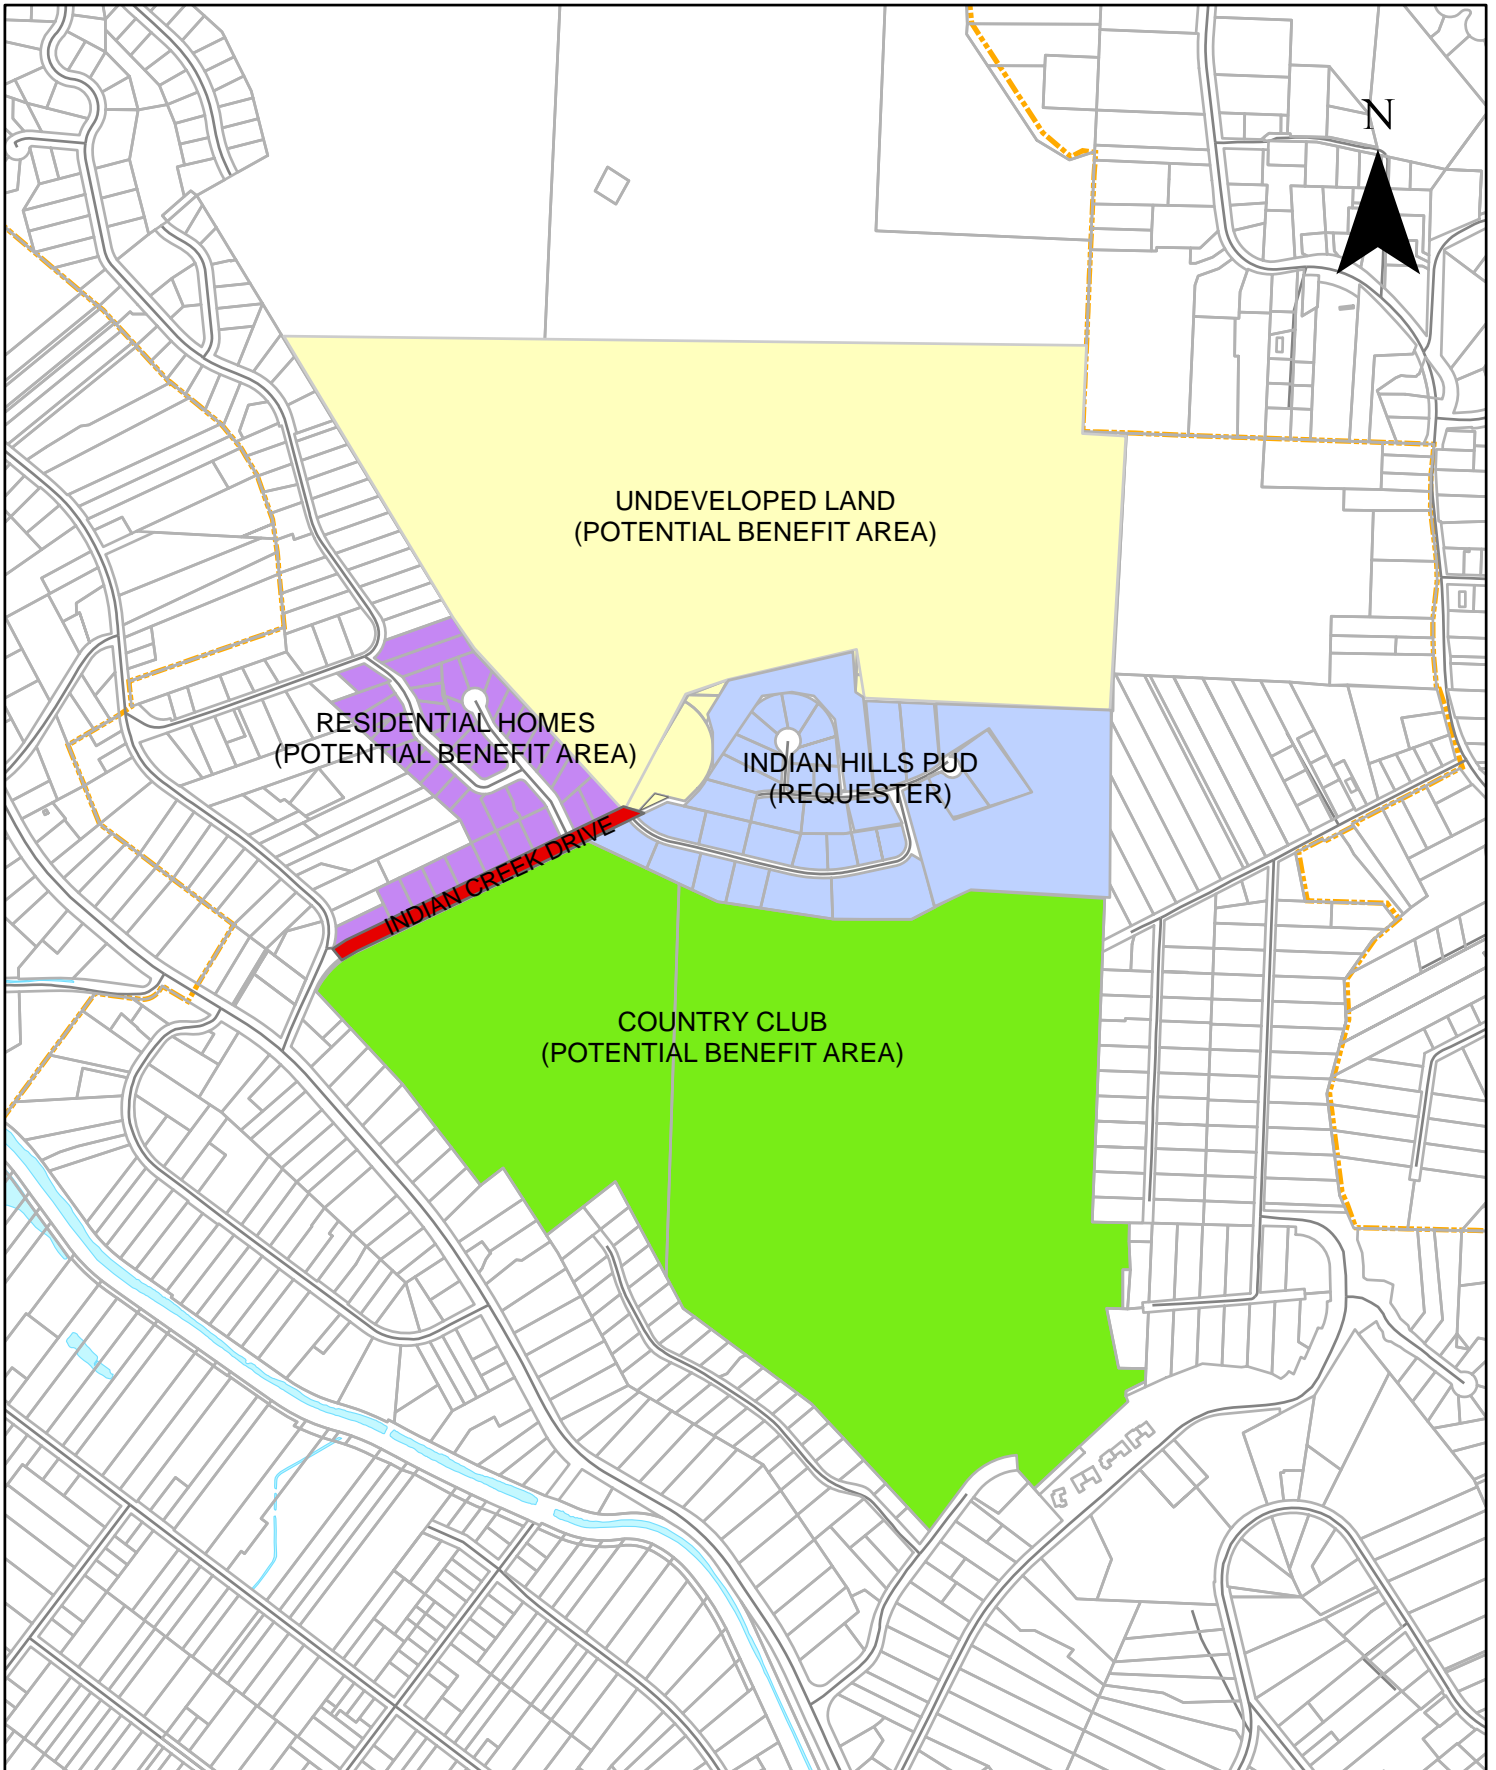 N
UNDEVELOPED LAND
(POTENTIAL BENEFIT AREA)
RESIDENTIAL HOMES
(POTENTIAL BENEFIT AREA)
INDIAN HILLS PUD
(REQUESTER)
INDIAN CREEK DRIVE
COUNTRY CLUB
(POTENTIAL BENEFIT AREA)